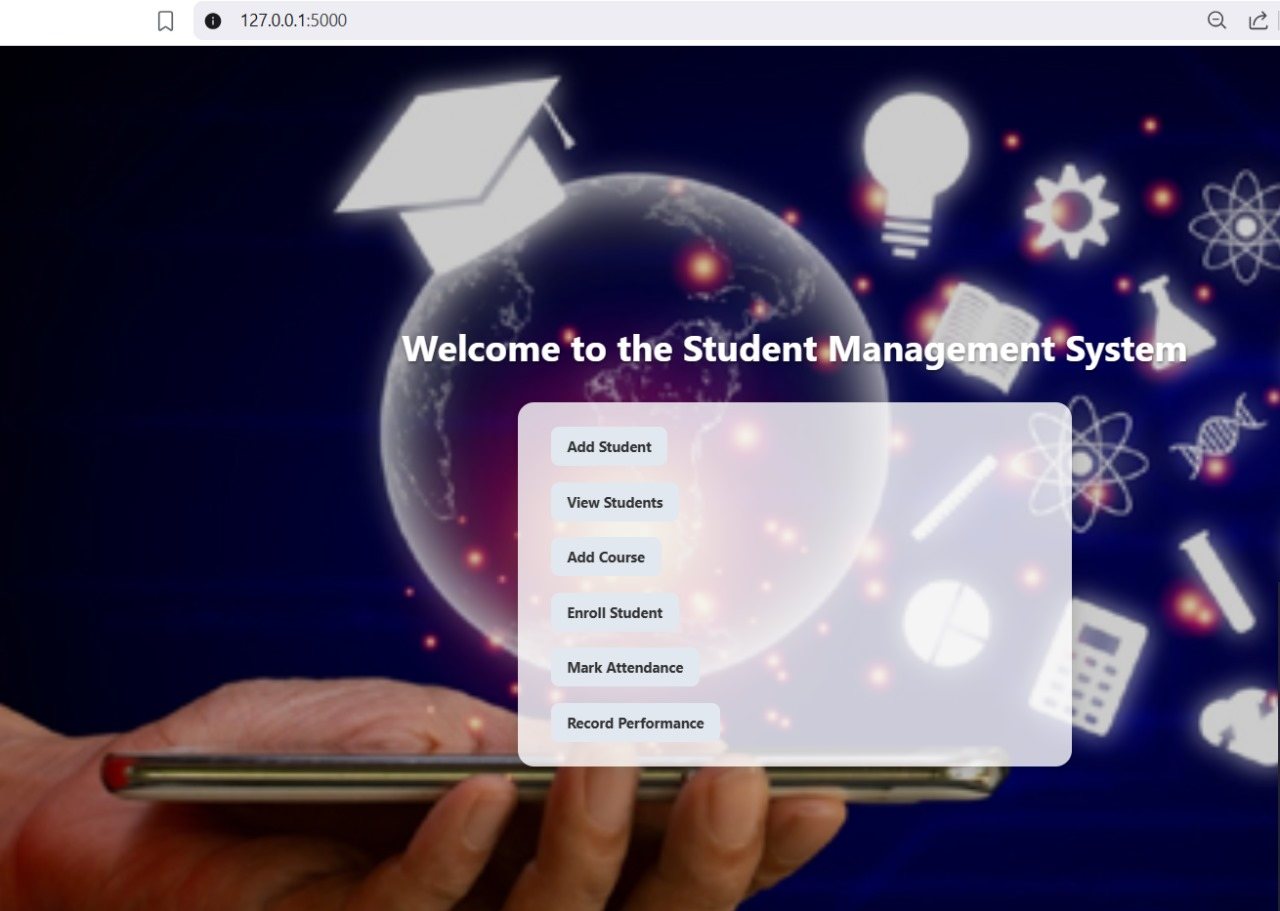 127.0.0.1:5000
Welcome to the Student Management System
Add Student
View Students
Add Course
Enroll Student
Mark Attendance
Record Performance